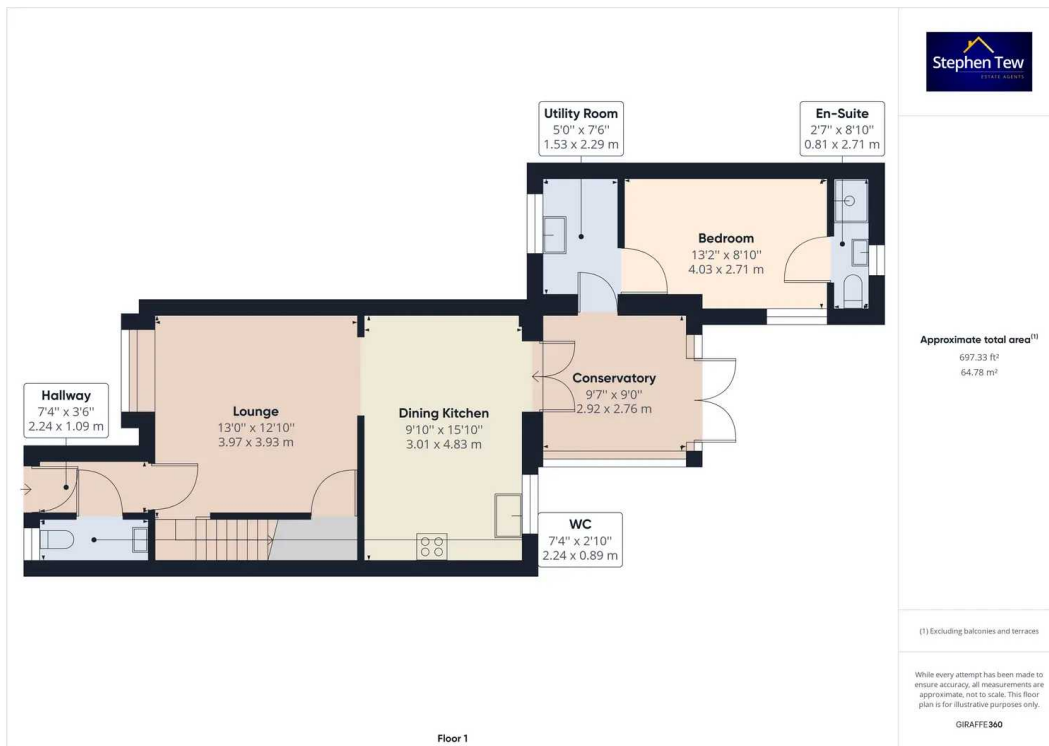 Stephen Tew
ESTATE AGENTS
Utility Room
5'0" x 7'6"
1.53 x 2.29 m
En-Suite
2'7" x 8'10"
0.81 x 2.71 m
Bedroom
13'2" x 8'10"
4.03 x 2.71 m
Hallway
7'4" x 3'6"
2.24 x 1.09 m
Lounge
13'0" x 12'10"
3.97 x 3.93 m
Dining Kitchen
9'10" x 15'10"
3.01 x 4.83 m
Conservatory
9'7" x 9'0"
2.92 x 2.76 m
WC
7'4" x 2'10"
2.24 x 0.89 m
Floor 1
Approximate total area(1)
697.33 ft²
64.78 m²
(1) Excluding balconies and terraces
While every attempt has been made to
ensure accuracy, all measurements are
approximate, not to scale. This floor
plan is for illustrative purposes only.
GIRAFFE360